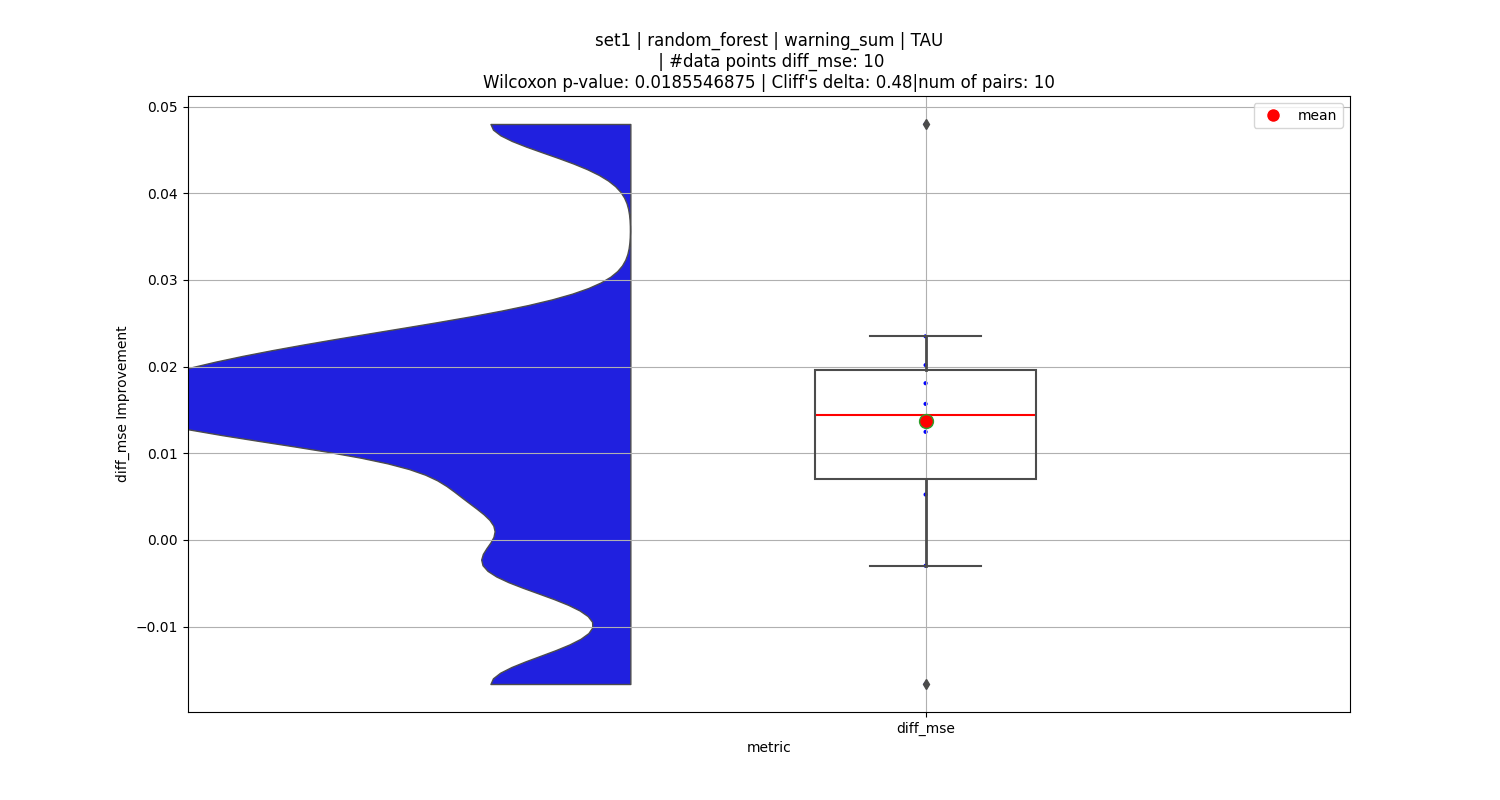 set1 | random_forest | warning_sum | TAU
| #data points diff_mse: 10
Wilcoxon p-value: 0.0185546875 | Cliff's delta: 0.48|num of pairs: 10
mean
0.05
0.04
0.03
0.02
0.01
0.00
−0.01
diff_mse Improvement
diff_mse
metric